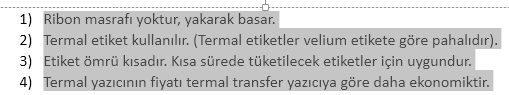 1) Ribon masrafı yoktur, yakarak basar.
2) Termal etiket kullanılır. (Termal etiketler velium etikete göre pahalıdır).
3) Etiket ömrü kısadır. Kısa sürede tüketilecek etiketler için uygundur.
4) Termal yazıcının fiyatı termal transfer yazıcıya göre daha ekonomiktir.